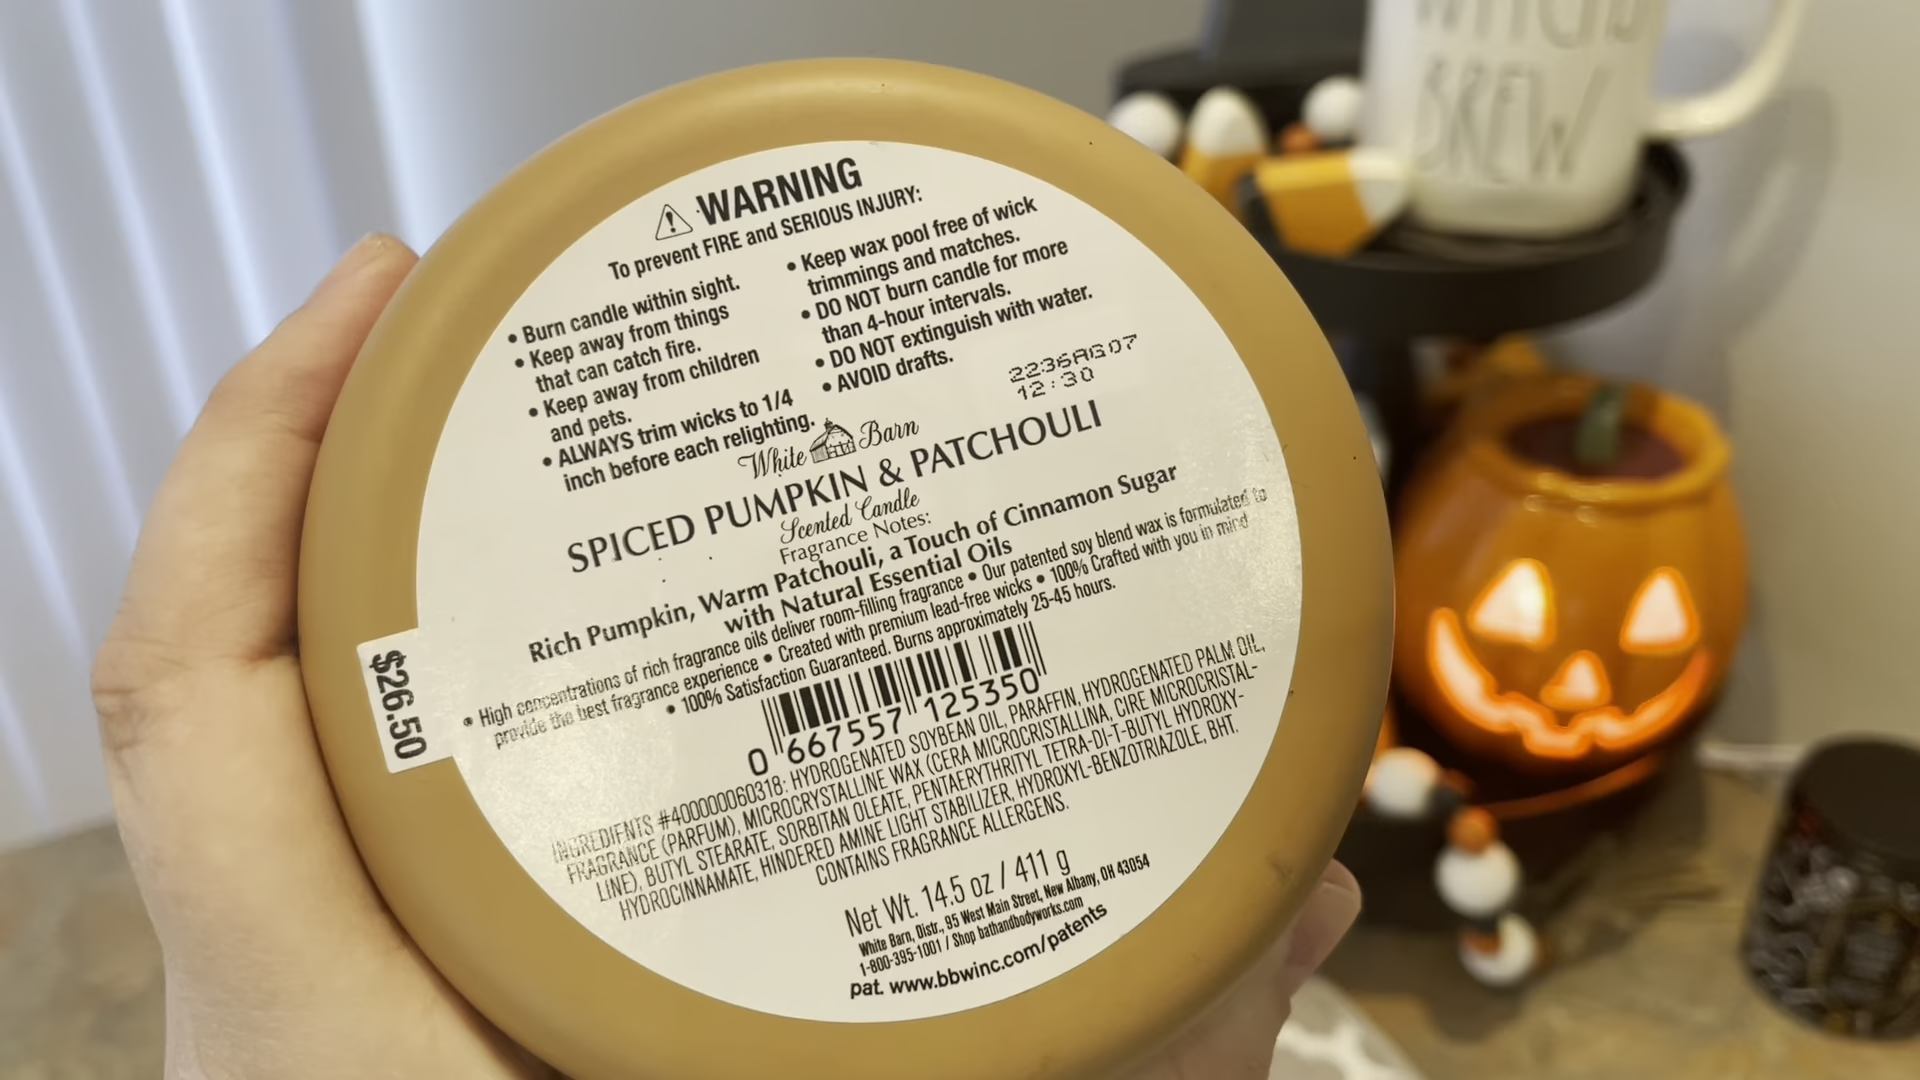 WARNING
To prevent FIRE and SERIOUS INJURY:
• Burn candle within sight.
• Keep away from things
that can catch fire.
• Keep away from children
and pets.
• ALWAYS trim wicks to 1/4
inch before each relighting.
• Keep wax pool free of wick
trimmings and matches.
• DO NOT burn candle for more
than 4-hour intervals.
• DO NOT extinguish with water.
• AVOID drafts.
2236AG07
12:30
White Barn
SPICED PUMPKIN & PATCHOULI
Scented Candle
Fragrance Notes:
Rich Pumpkin, Warm Patchouli, a Touch of Cinnamon Sugar
with Natural Essential Oils
• High concentrations of rich fragrance oils deliver room-filling fragrance • Our patented soy blend wax is formulated to
provide the best fragrance experience • Created with premium lead-free wicks • 100% Crafted with you in mind
• 100% Satisfaction Guaranteed. Burns approximately 25-45 hours.
$26.50
0 667557 125350
INGREDIENTS #400000060318: HYDROGENATED SOYBEAN OIL, PARAFFIN, HYDROGENATED PALM OIL,
FRAGRANCE (PARFUM), MICROCRYSTALLINE WAX (CERA MICROCRISTALLINA, CIRE MICROCRISTAL-
LINE), BUTYL STEARATE, SORBITAN OLEATE, PENTAERYTHRITYL TETRA-DI-T-BUTYL HYDROXY-
HYDROCINNAMATE, HINDERED AMINE LIGHT STABILIZER, HYDROXYL-BENZOTRIAZOLE, BHT.
CONTAINS FRAGRANCE ALLERGENS.
Net Wt. 14.5 oz / 411 g
White Barn, Distr., 95 West Main Street, New Albany, OH 43054
1-800-395-1001 / Shop bathandbodyworks.com
pat. www.bbwinc.com/patents
BREW